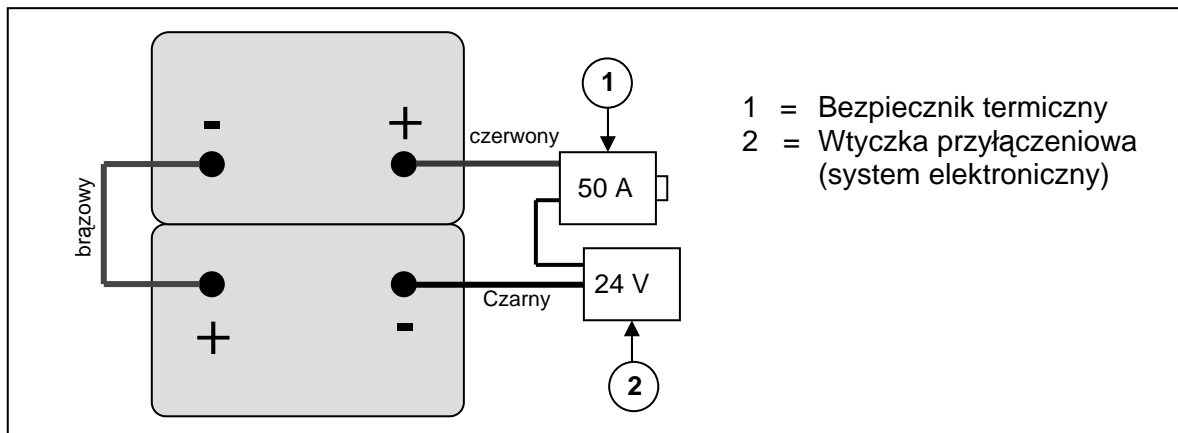 1
1 = Bezpiecznik termiczny
2 = Wtyczka przyłączeniowa
(system elektroniczny)
- +
czerwony
50 A
brązowy
24 V
Czarny
+ -
2